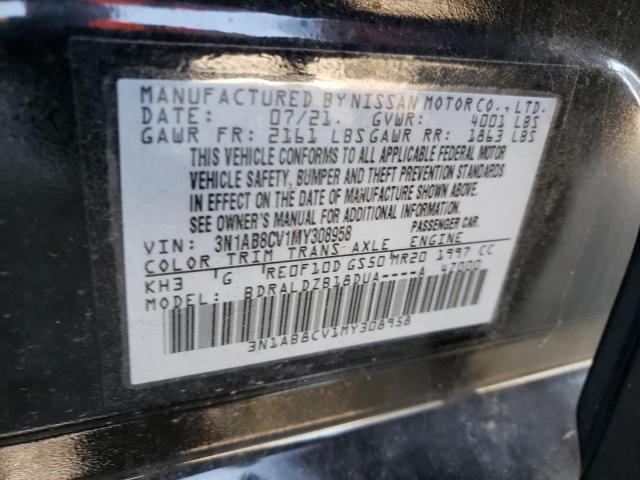 MANUFACTURED BY NISSAN MOTOR CO., LTD.
DATE: 07/21 GVWR: 4001 LBS
GAWR FR: 2161 LBS GAWR RR: 1863 LBS
THIS VEHICLE CONFORMS TO ALL APPLICABLE FEDERAL MOTOR
VEHICLE SAFETY, BUMPER AND THEFT PREVENTION STANDARDS
IN EFFECT ON THE DATE OF MANUFACTURE SHOWN ABOVE.
SEE OWNER'S MANUAL FOR ADDITIONAL INFORMATION.
VIN: 3N1AB8CV1MY308958 PASSENGER CAR.
COLOR TRIM TRANS AXLE ENGINE
KH3 G RE0F10D GS50 MR20 1997 CC
MODEL: BDRALDZB18DUA----A 47000
3N1AB8CV1MY308958